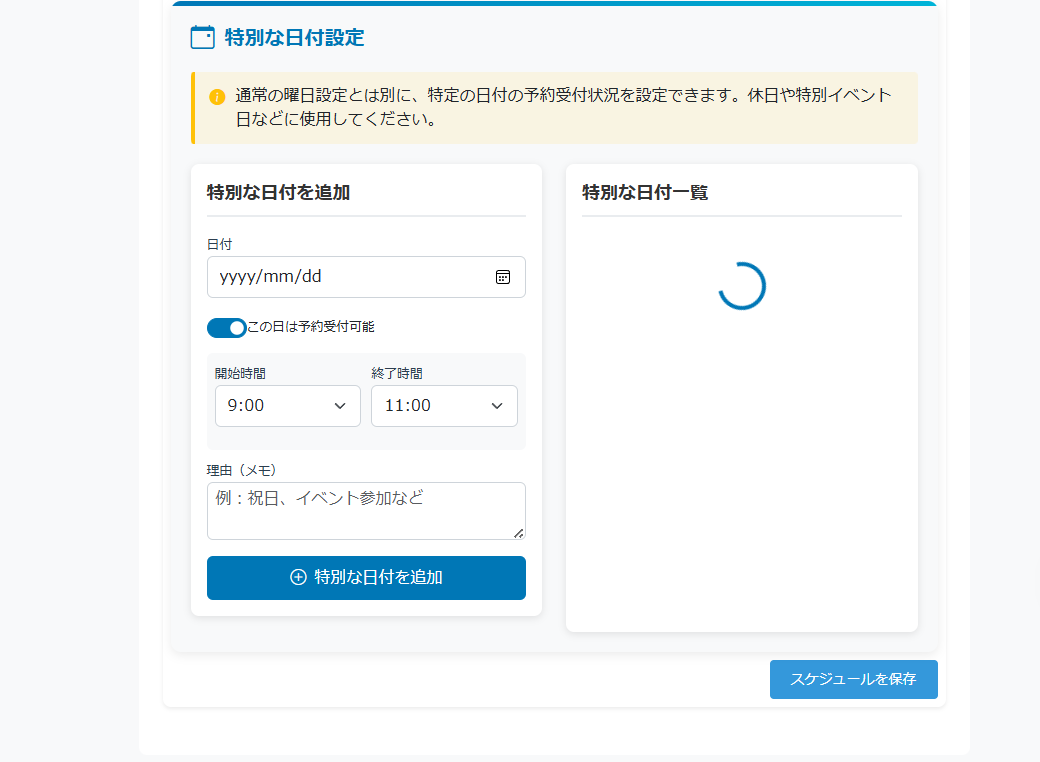 特別な日付設定
通常の曜日設定とは別に、特定の日付の予約受付状況を設定できます。休日や特別イベント
日などに使用してください。
特別な日付を追加
日付
yyyy/mm/dd
この日は予約受付可能
開始時間
終了時間
9:00
11:00
理由（メモ）
例：祝日、イベント参加など
特別な日付を追加
特別な日付一覧
スケジュールを保存